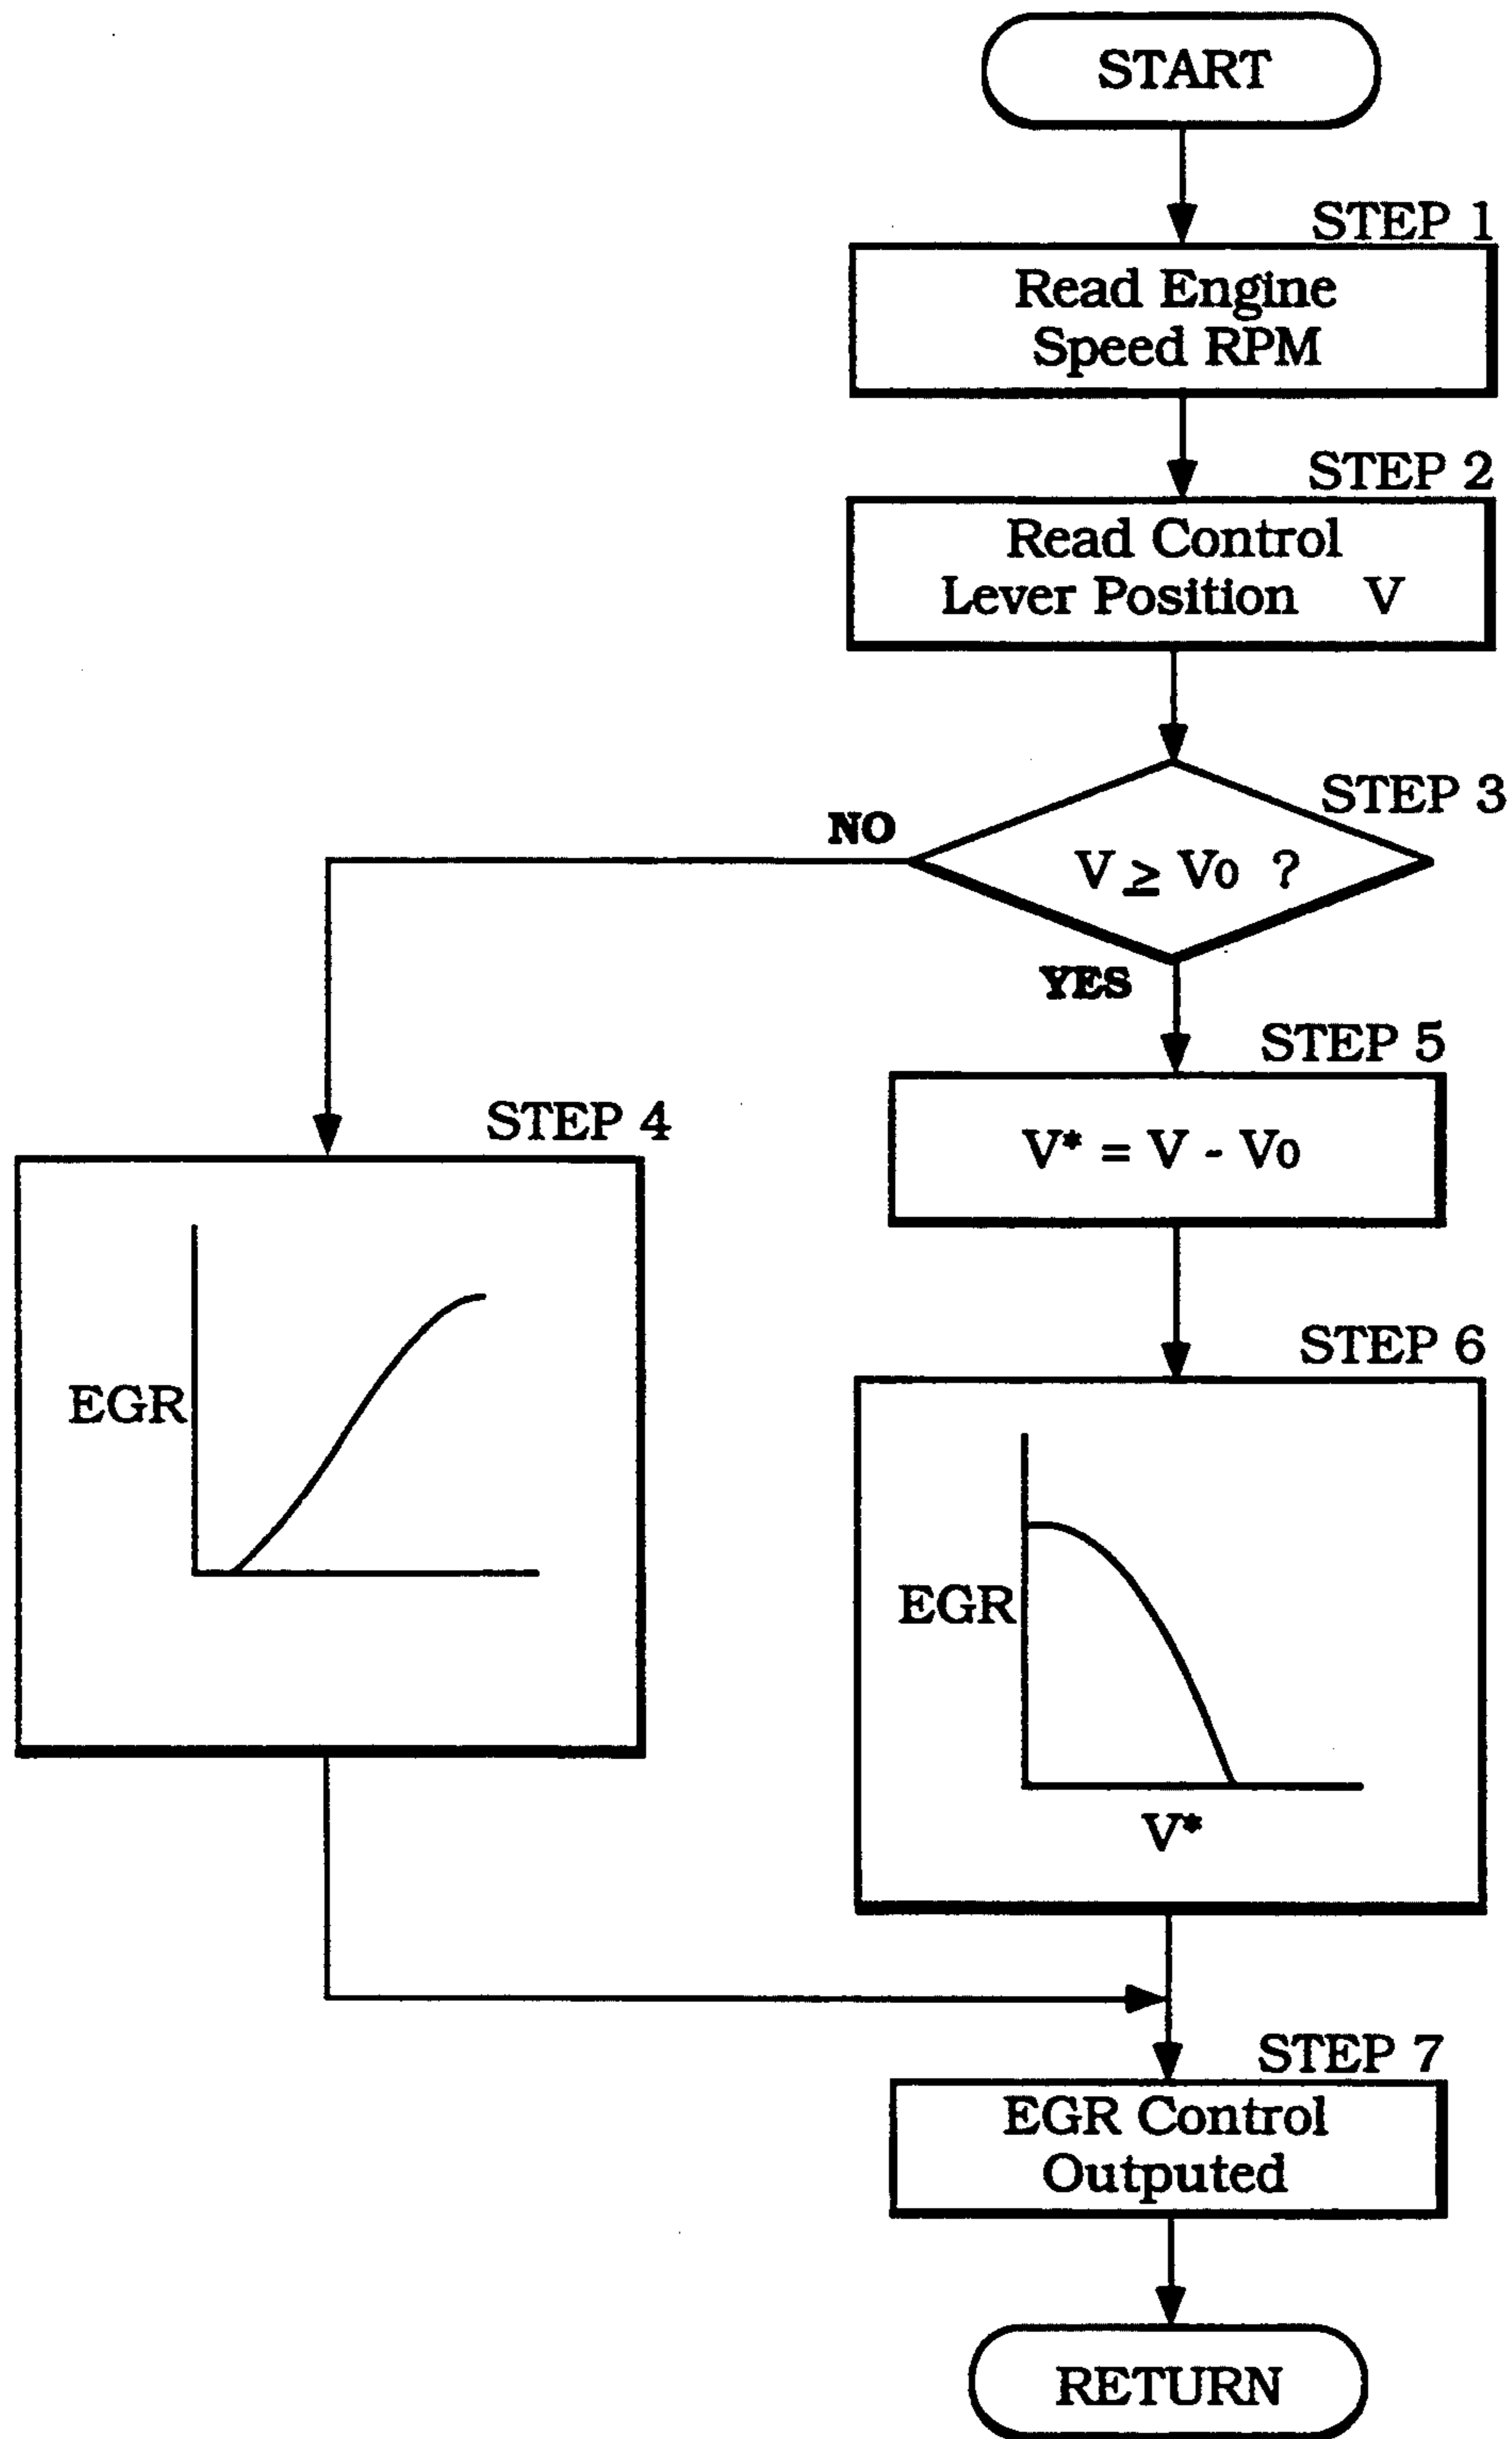 START
STEP 1
Read Engine
Speed RPM
STEP 2
Read Control
Lever Position V
STEP 3
NO
V ≥ V0 ?
YES
STEP 5
V* = V - V0
STEP 4
EGR
STEP 6
EGR
V*
STEP 7
EGR Control
Outputed
RETURN